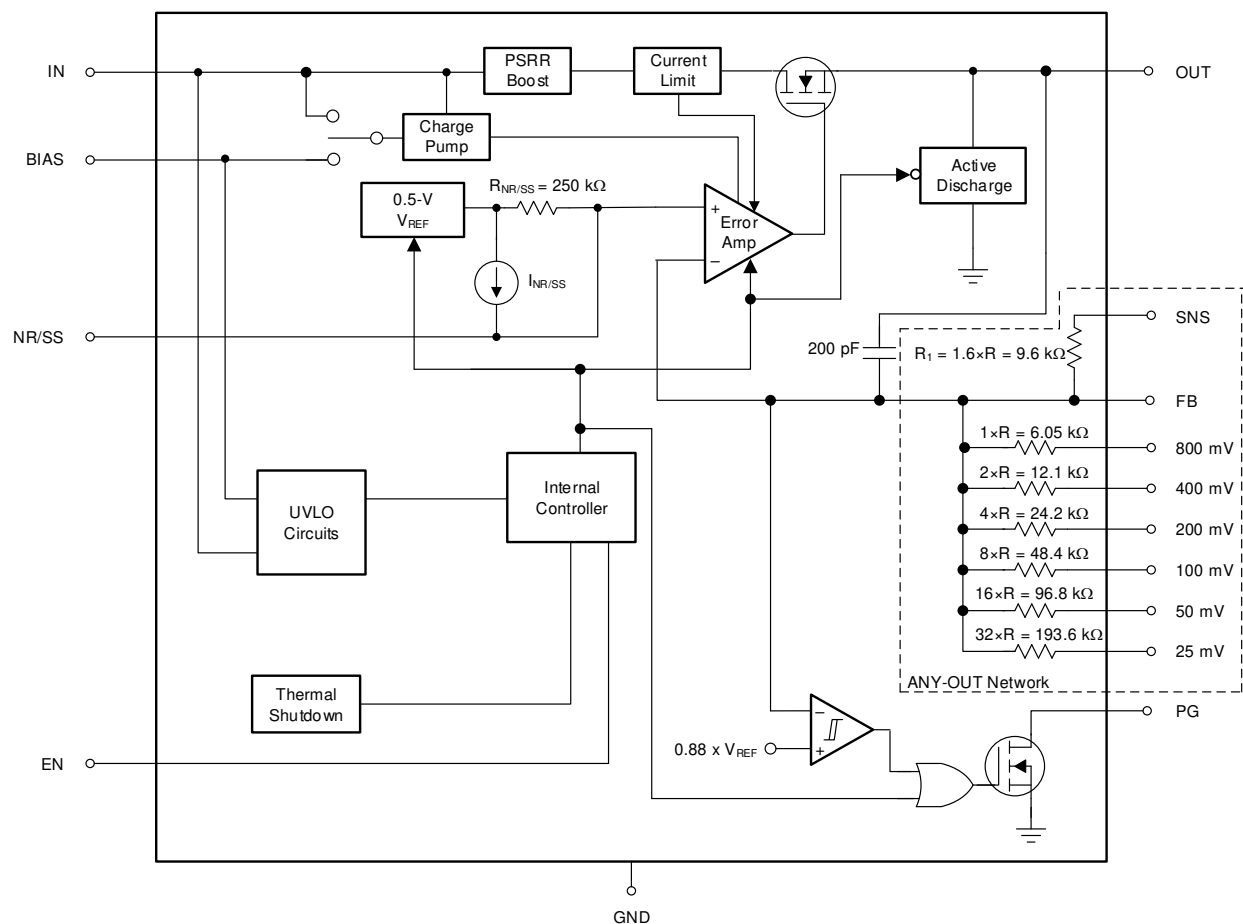 IN
PSRR
Boost
Current
Limit
OUT
Charge
Pump
BIAS
Active
Discharge
0.5-V
VREF
RNR/SS = 250 kΩ
+
Error
Amp
−
INR/SS
NR/SS
SNS
200 pF
R1 = 1.6×R = 9.6 kΩ
FB
1×R = 6.05 kΩ
800 mV
2×R = 12.1 kΩ
400 mV
4×R = 24.2 kΩ
200 mV
8×R = 48.4 kΩ
100 mV
16×R = 96.8 kΩ
50 mV
32×R = 193.6 kΩ
25 mV
ANY-OUT Network
UVLO
Circuits
Internal
Controller
Thermal
Shutdown
PG
−
0.88 x VREF
+
EN
GND